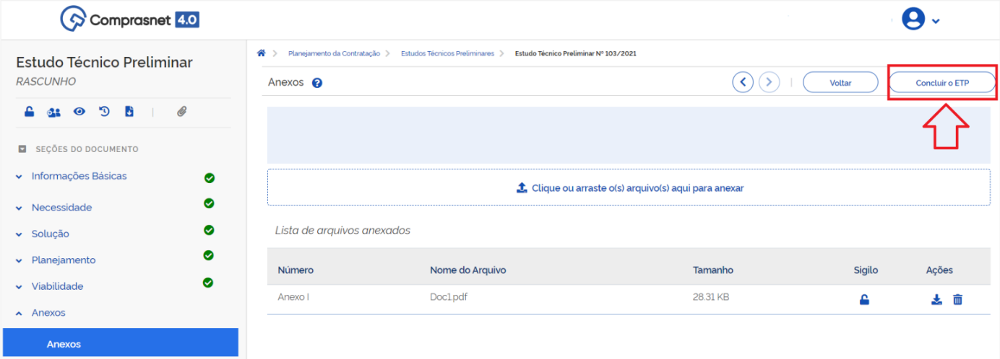 Comprasnet 4.0
Estudo Técnico Preliminar
RASCUNHO
SEÇÕES DO DOCUMENTO
Informações Básicas
Necessidade
Solução
Planejamento
Viabilidade
Anexos
Anexos
Planejamento da Contratação > Estudos Técnicos Preliminares > Estudo Técnico Preliminar Nº 103/2021
Anexos ?
Voltar
Concluir o ETP
Clique ou arraste o(s) arquivo(s) aqui para anexar
Lista de arquivos anexados
Número Nome do Arquivo Tamanho Sigilo Ações
Anexo I Doc1.pdf 28.31 KB